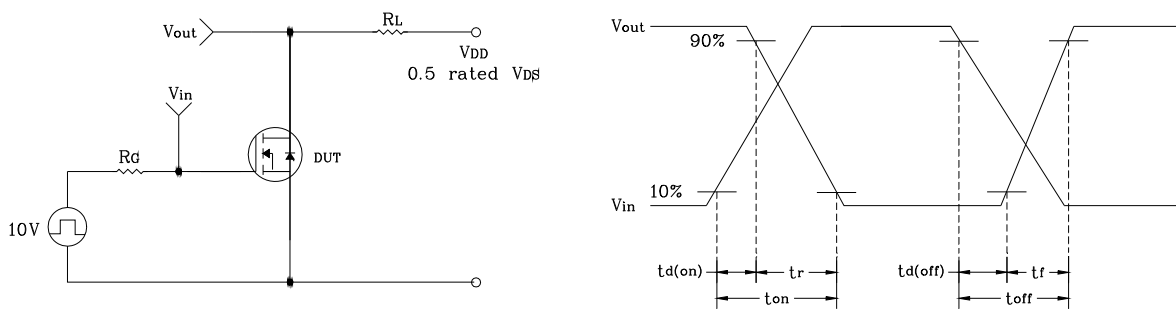 Vout
RL
VDD
0.5 rated VDS
Vin
RG
DUT
10V
Vout
90%
10%
Vin
td(on)
tr
td(off)
tf
ton
toff